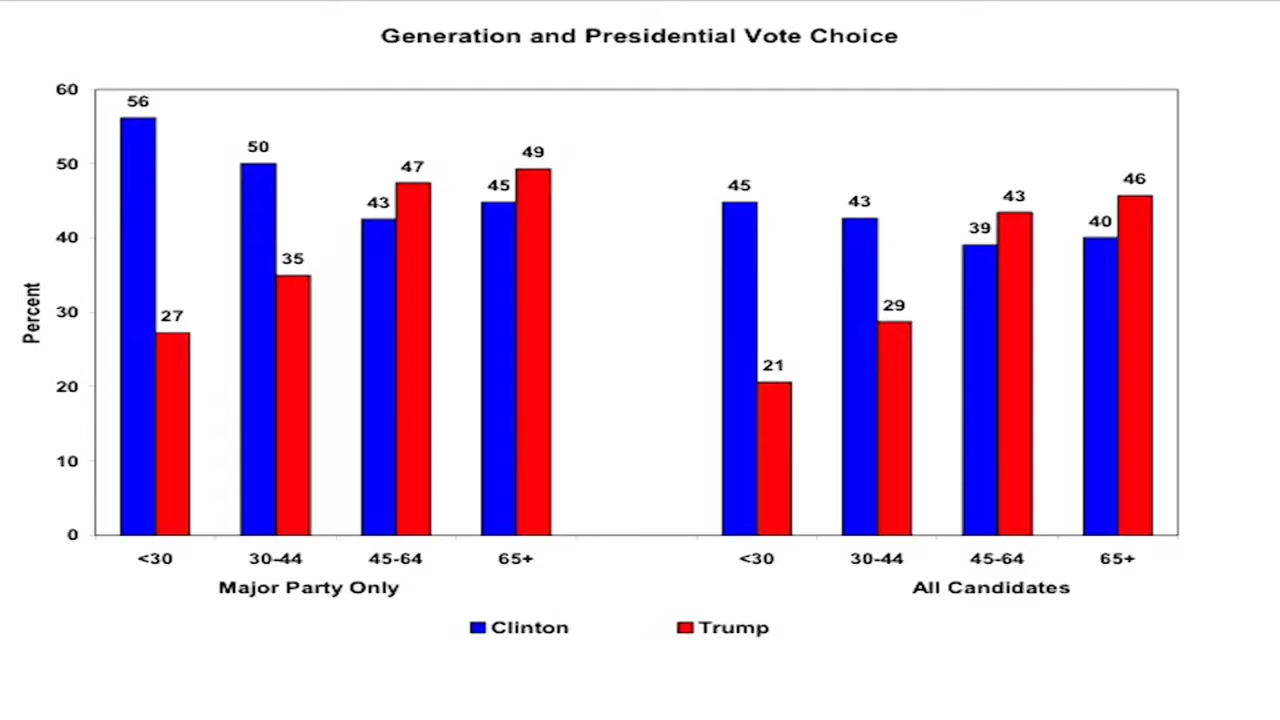 Generation and Presidential Vote Choice
Percent
60
50
40
30
20
10
0
56 27 50 35 43 47 45 49 45 21 43 29 39 43 40 46
<30 30-44 45-64 65+ <30 30-44 45-64 65+
Major Party Only All Candidates
Clinton Trump